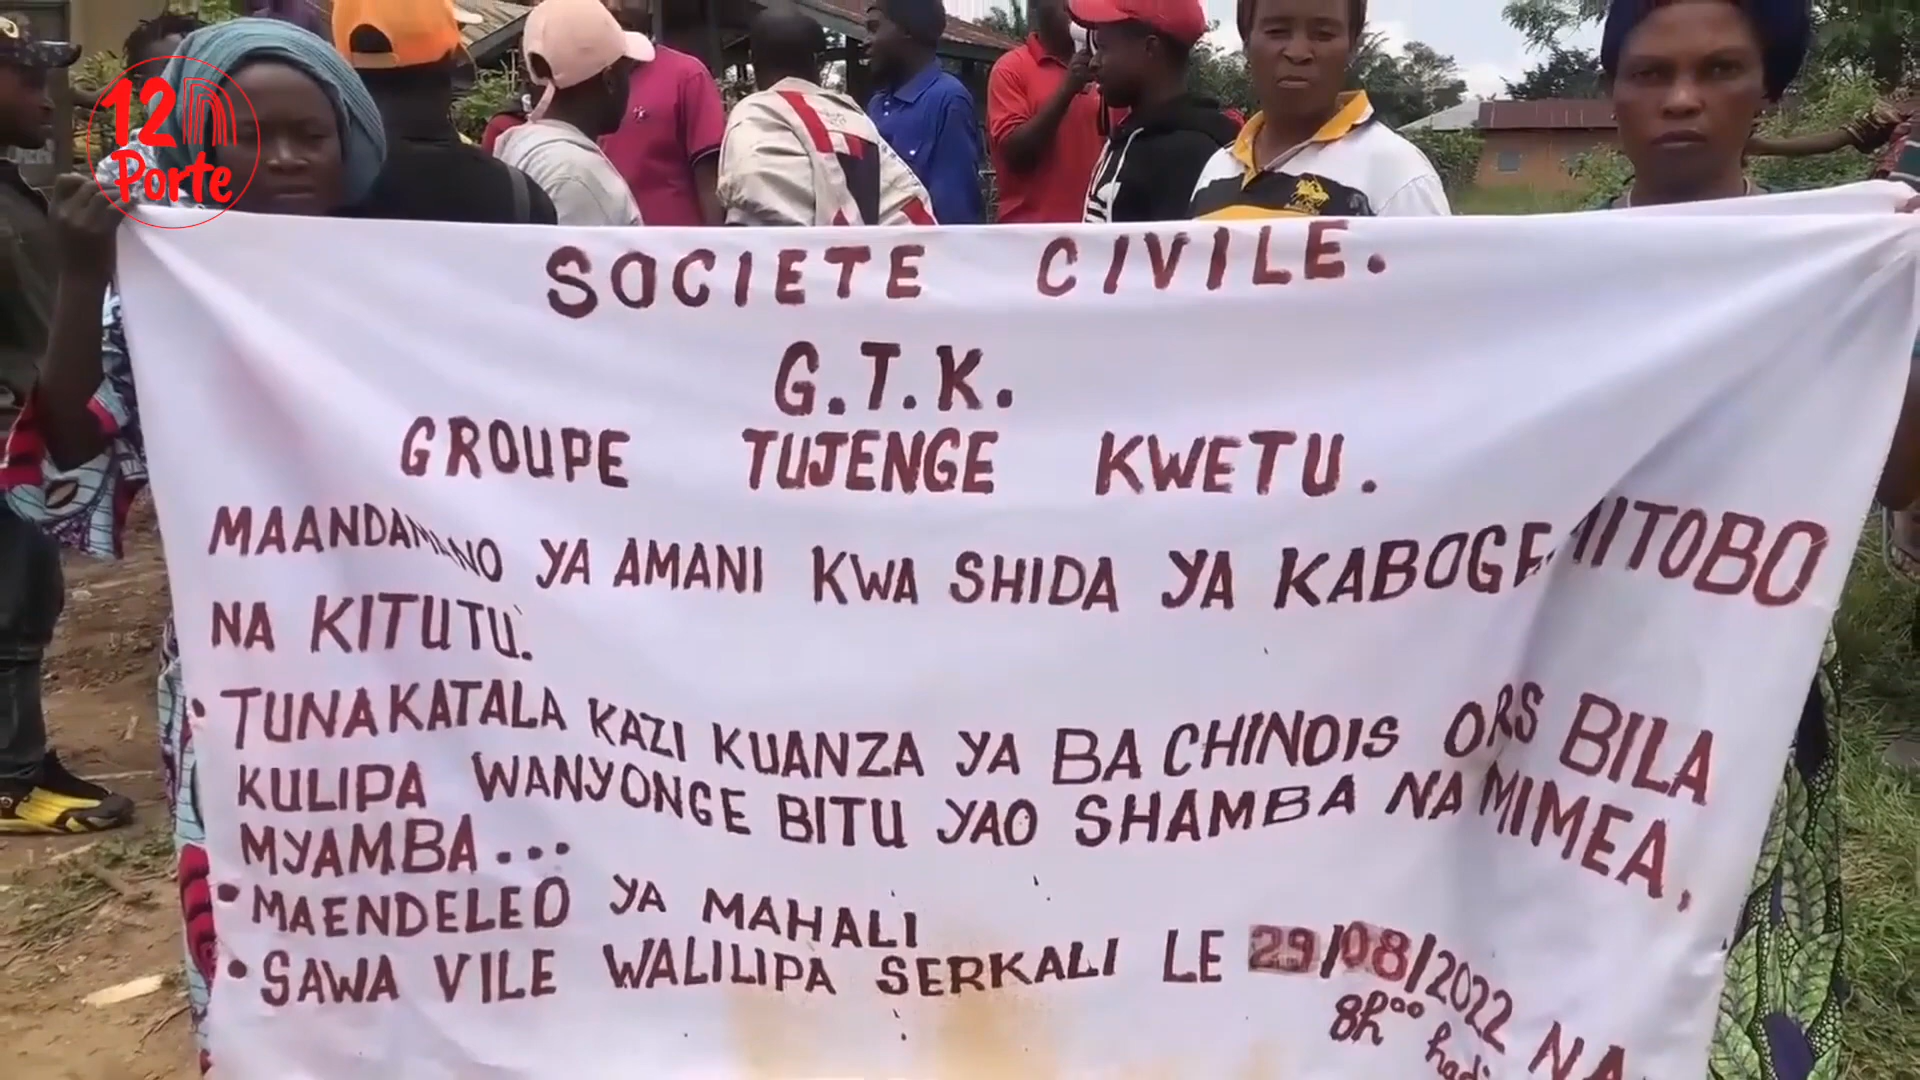 12
Porte
SOCIETE CIVILE.
G.T.K.
GROUPE TUJENGE KWETU.
MAANDAMANO YA AMANI KWA SHIDA YA KABOGE-MITOBO
NA KITUTU.
• TUNAKATALA KAZI KUANZA YA BA CHINOIS ORS BILA
KULIPA WANYONGE BITU YAO SHAMBA NA MIMEA,
MYAMBA...
• MAENDELEO YA MAHALI
• SAWA VILE WALILIPA SERKALI LE 29/08/2022 NA
8h00